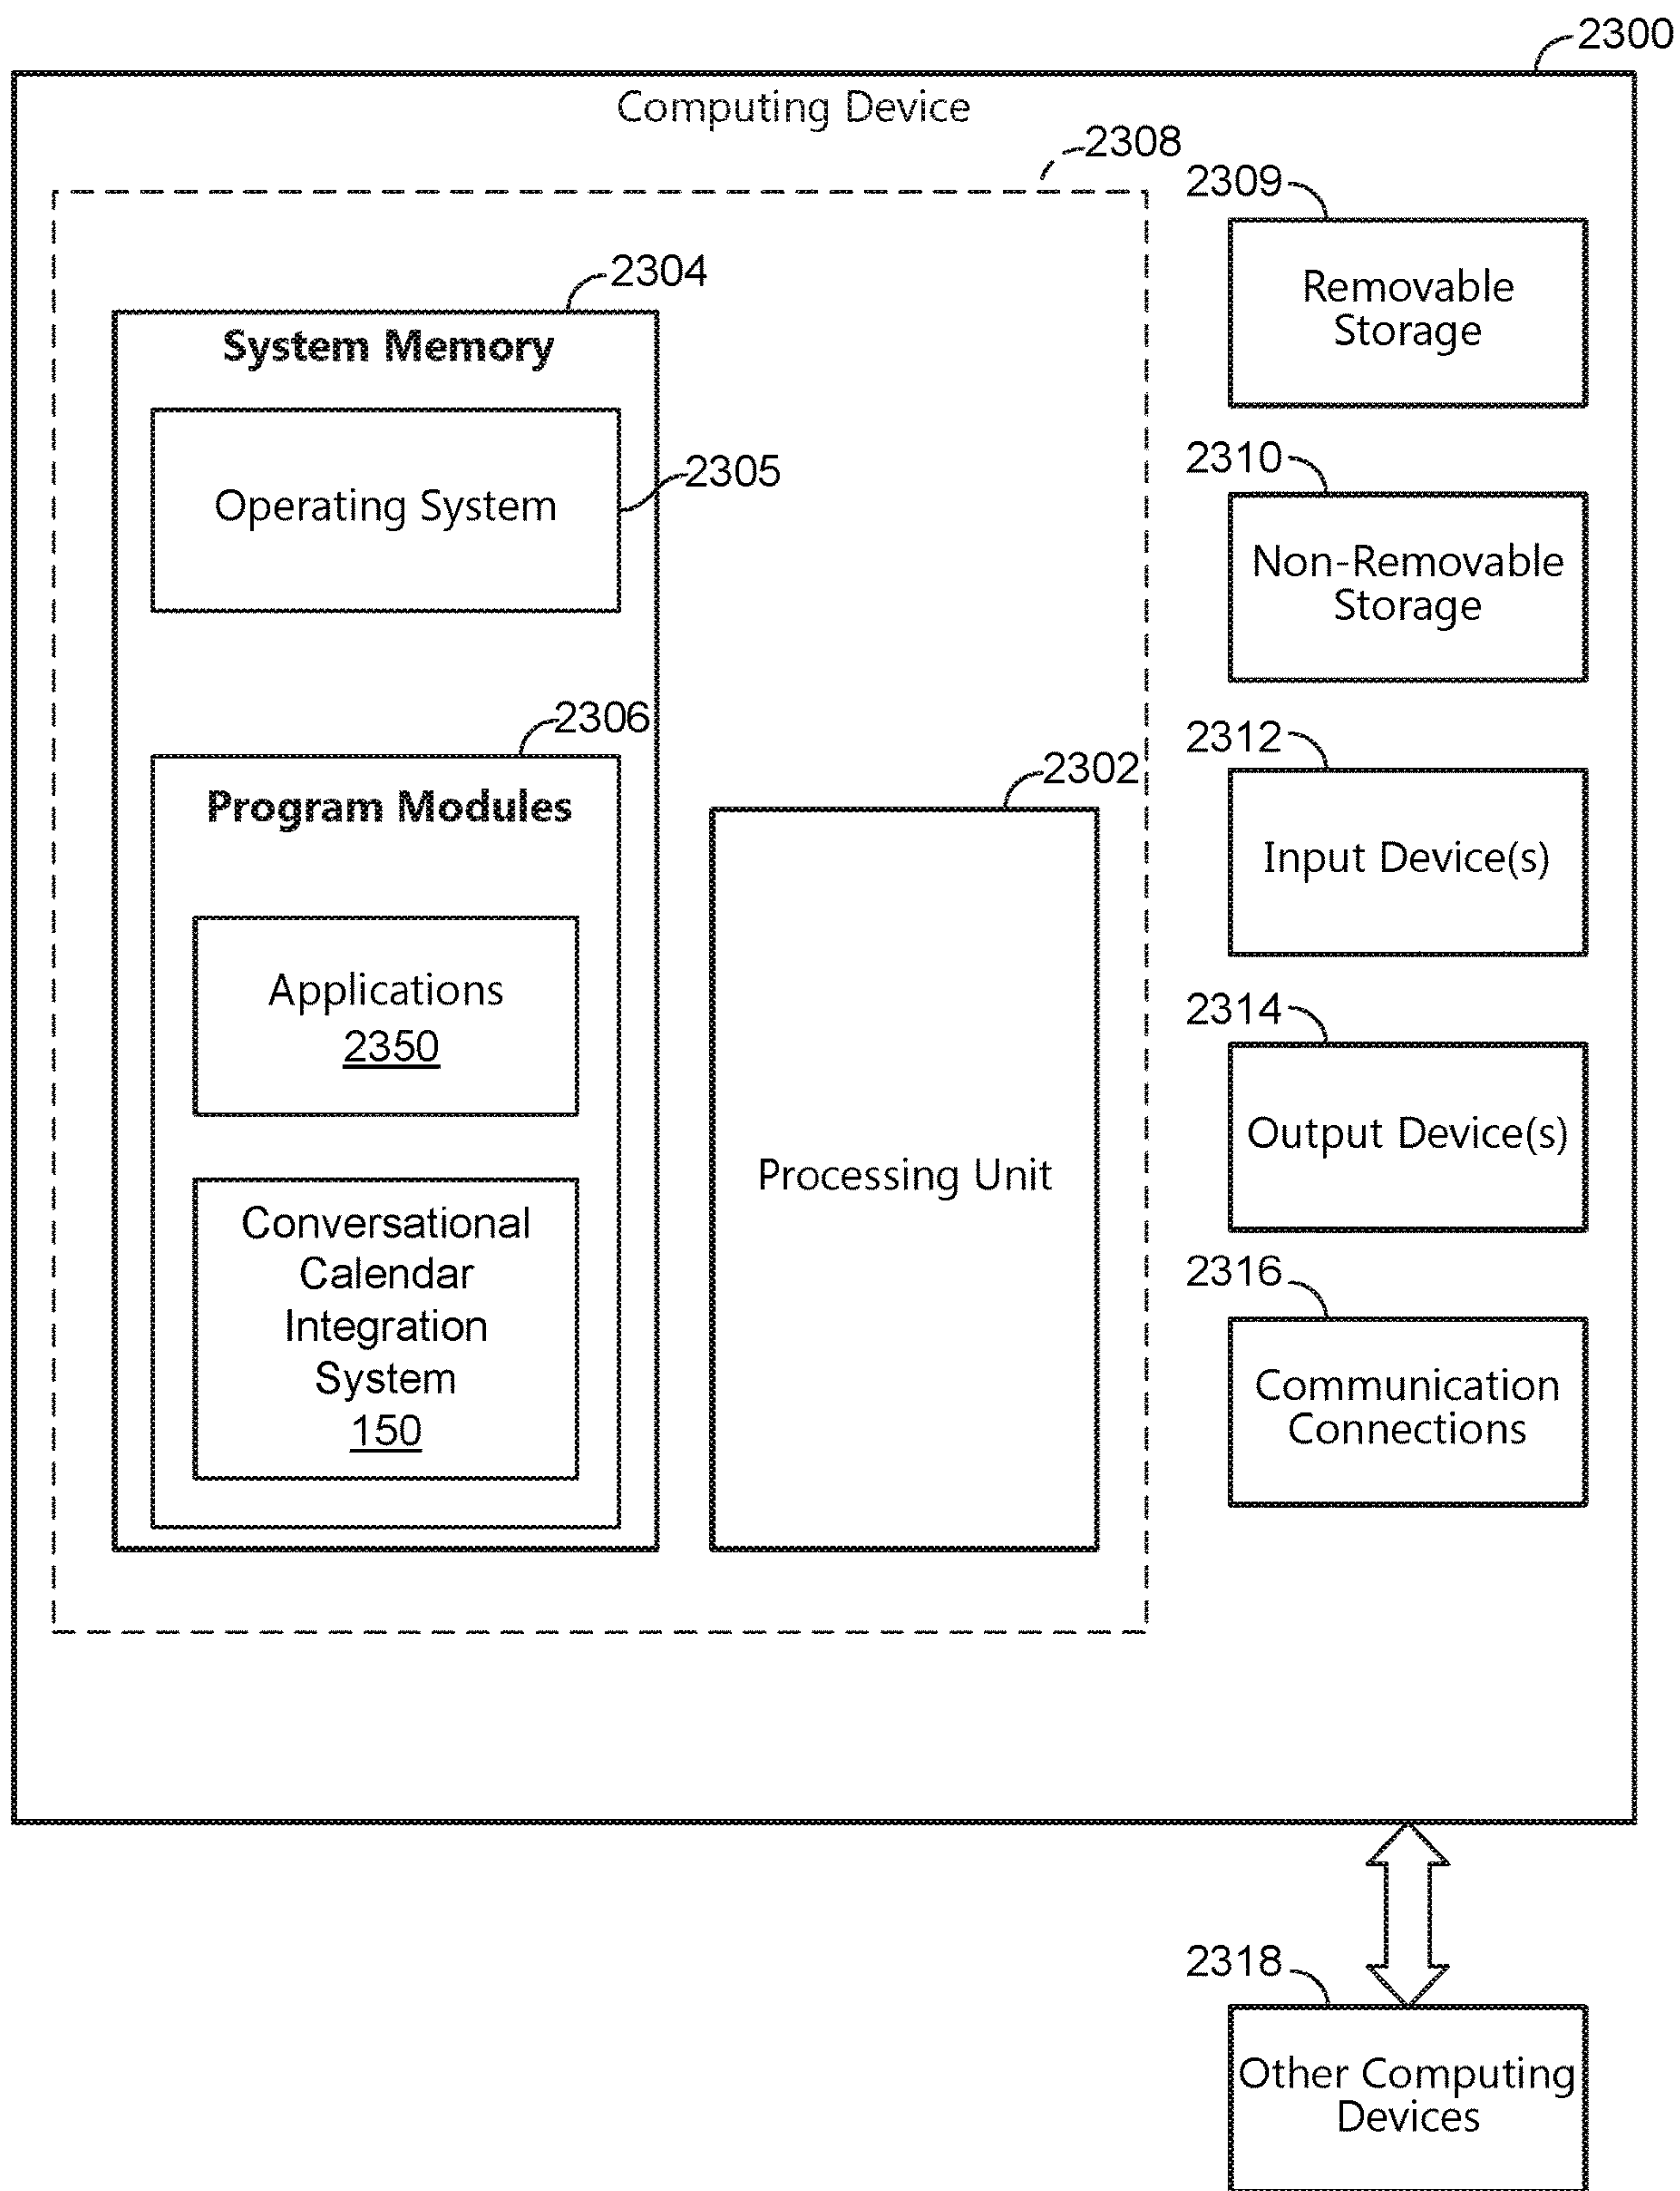 2300
Computing Device
2308
2309
Removable
Storage
2304
System Memory
Operating System
2305
2310
Non-Removable
Storage
2306
Program Modules
2302
2312
Input Device(s)
Applications
2350
2314
Output Device(s)
Processing Unit
Conversational
Calendar
Integration
System
150
2316
Communication
Connections
2318
Other Computing
Devices